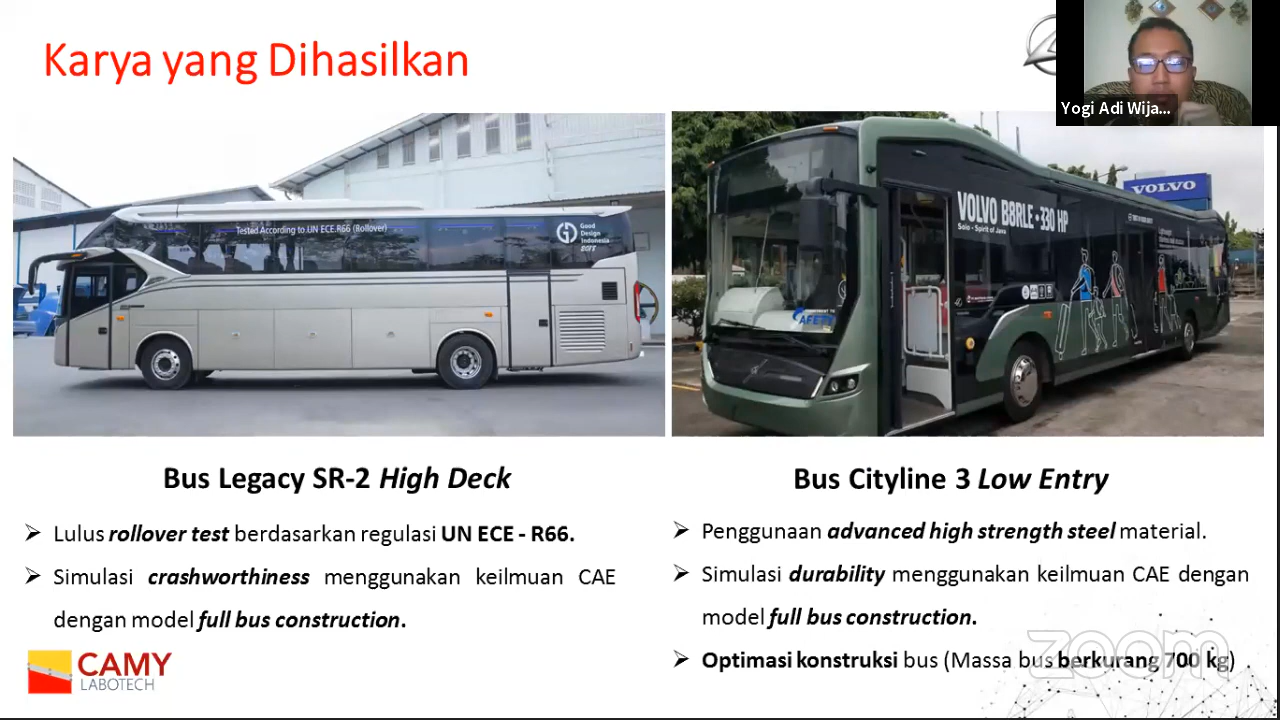 Karya yang Dihasilkan
Yogi Adi Wija...
Tested According to UN ECE.R66 (Rollover)
Good
Design
Indonesia
VOLVO
VOLVO B8RLE • 330 HP
Solo - Spirit of Java
Bus Legacy SR-2 High Deck
➢ Lulus rollover test berdasarkan regulasi UN ECE - R66.
➢ Simulasi crashworthiness menggunakan keilmuan CAE
dengan model full bus construction.
Bus Cityline 3 Low Entry
➢ Penggunaan advanced high strength steel material.
➢ Simulasi durability menggunakan keilmuan CAE dengan
model full bus construction.
➢ Optimasi konstruksi bus (Massa bus berkurang 700 kg)
CAMY
LABOTECH
zoom